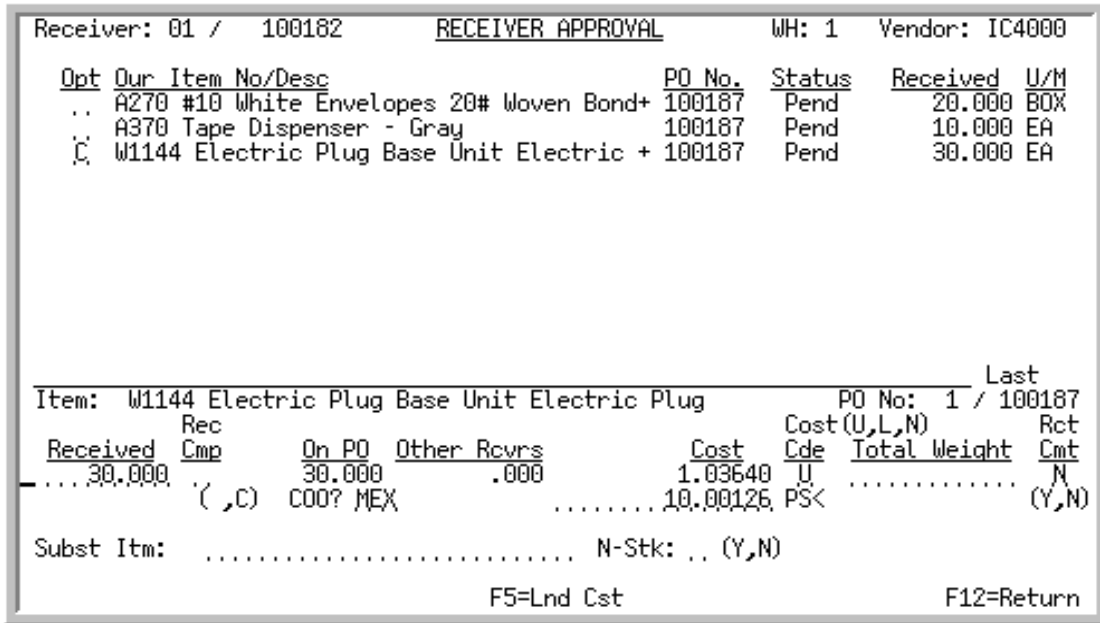 Receiver: 01 / 100182 RECEIVER APPROVAL WH: 1 Vendor: IC4000
Opt Our Item No/Desc PO No. Status Received U/M
.. A270 #10 White Envelopes 20# Woven Bond+ 100187 Pend 20.000 BOX
.. A370 Tape Dispenser - Gray 100187 Pend 10.000 EA
C W1144 Electric Plug Base Unit Electric + 100187 Pend 30.000 EA
Last
Item: W1144 Electric Plug Base Unit Electric Plug PO No: 1 / 100187
Rec Cost(U,L,N) Rct
Received Cmp On PO Other Rcvrs Cost Cde Total Weight Cmt
30.000 .. 30.000 .000 1.03640 U ............. N
( ,C) COO? MEX 10.00126 PS< (Y,N)
Subst Itm: ........................... N-Stk: .. (Y,N)
F5=Lnd Cst F12=Return